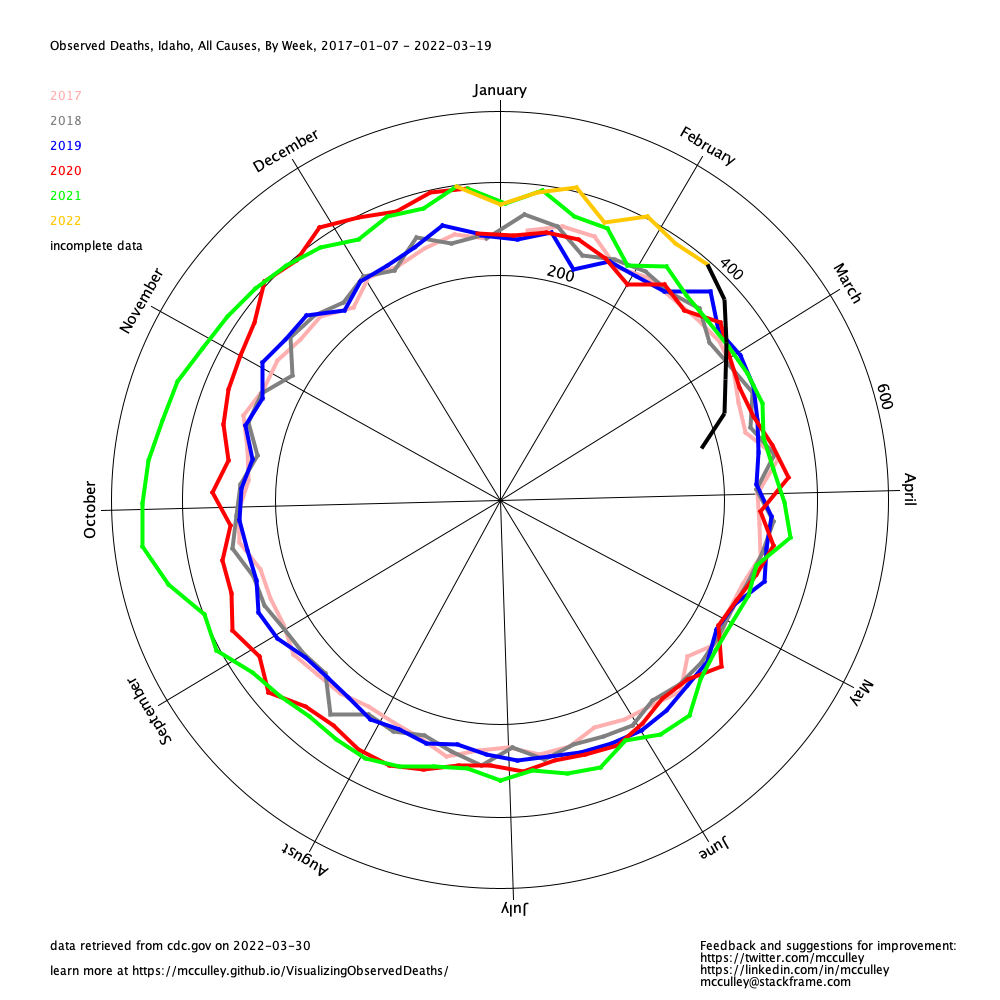 Observed Deaths, Idaho, All Causes, By Week, 2017-01-07 - 2022-03-19
January
2017
2018
2019
2020
2021
2022
incomplete data
December
February
November
March
400
200
600
October
April
September
May
August
June
July
data retrieved from cdc.gov on 2022-03-30
learn more at https://mcculley.github.io/VisualizingObservedDeaths/
Feedback and suggestions for improvement:
https://twitter.com/mcculley
https://linkedin.com/in/mcculley
mcculley@stackframe.com